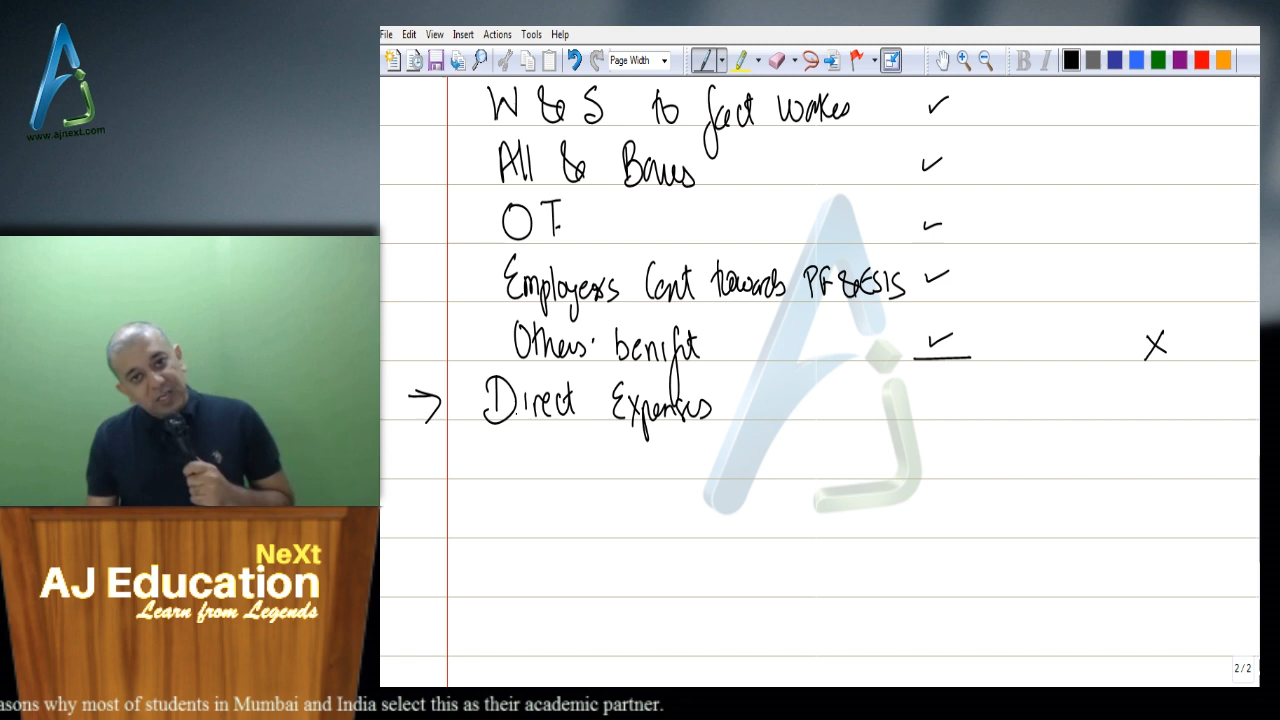 www.ajnext.com
File Edit View Insert Actions Tools Help
Page Width
B I
W & S to fact workes
All & Bonus
OT.
Employers Cont towards PF & ESIS
Others benifit
→ Direct Expenses
X
NeXt
AJ Education
Learn from Legends
2 / 2
asons why most of students in Mumbai and India select this as their academic partner.